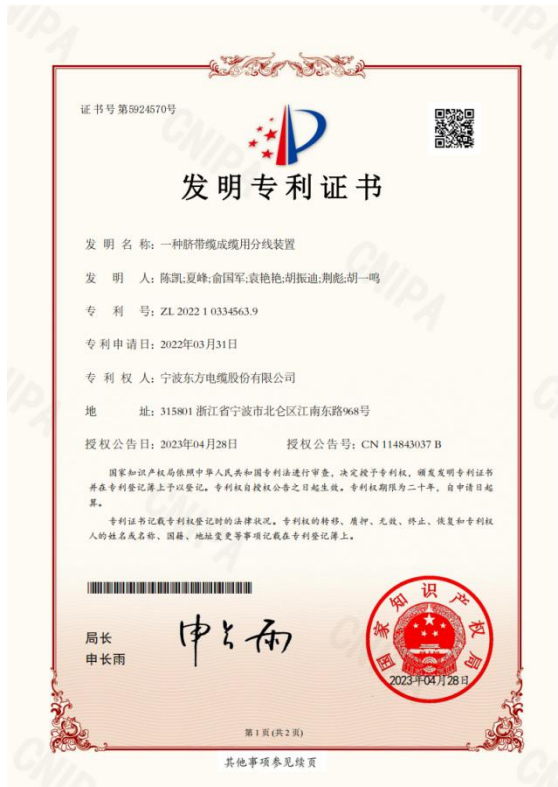 证书号第5924570号
发明专利证书
发明名称：一种脐带缆成缆用分线装置
发明人：陈凯;夏峰;俞国军;袁艳艳;胡振迪;荆彪;胡一鸣
专利号：ZL 2022 1 0334563.9
专利申请日：2022年03月31日
专利权人：宁波东方电缆股份有限公司
地址：315801 浙江省宁波市北仑区江南东路968号
授权公告日：2023年04月28日 授权公告号：CN 114843037 B
国家知识产权局依照中华人民共和国专利法进行审查，决定授予专利权，颁发发明专利证书
并在专利登记簿上予以登记。专利权自授权公告之日起生效。专利权期限为二十年，自申请日起
算。
专利证书记载专利权登记时的法律状况。专利权的转移、质押、无效、终止、恢复和专利权
人的姓名或名称、国籍、地址变更等事项记载在专利登记簿上。
局长
申长雨
申长雨
国家知识产权局
2023年04月28日
第1页(共2页)
其他事项参见续页
CNIPA
CNIPA
CNIPA
CNIPA